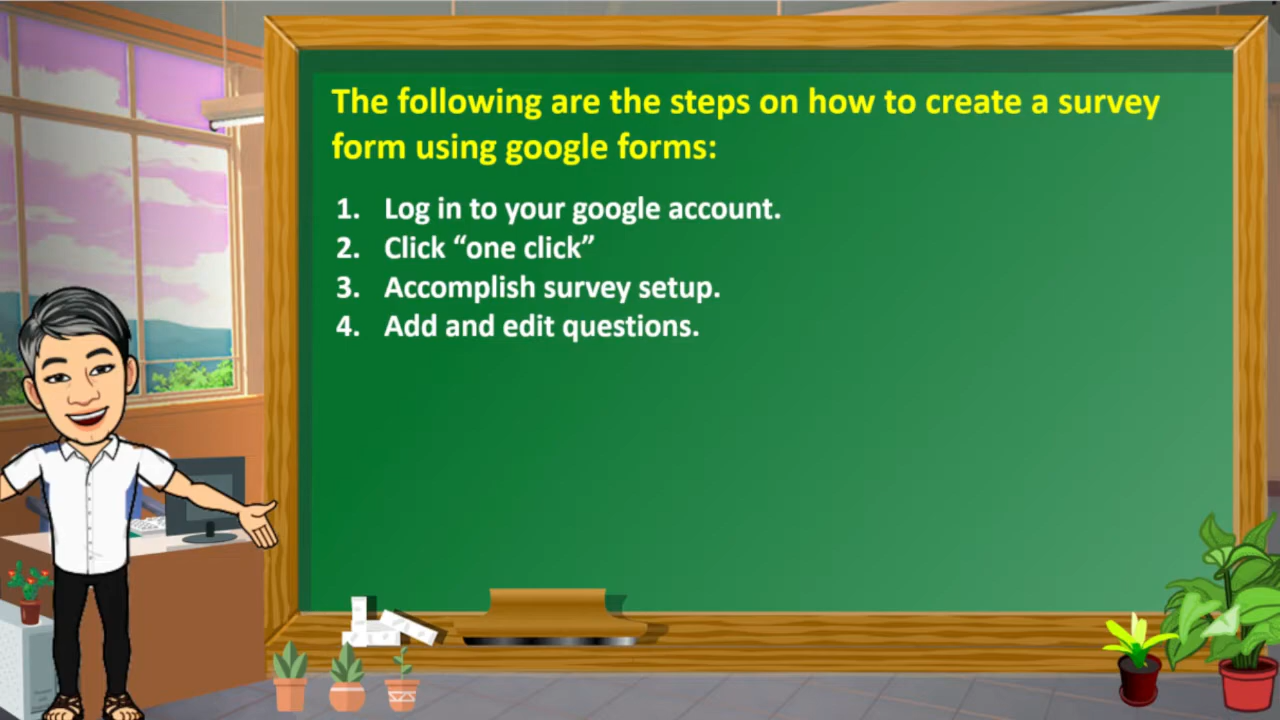 The following are the steps on how to create a survey
form using google forms:
1. Log in to your google account.
2. Click “one click”
3. Accomplish survey setup.
4. Add and edit questions.